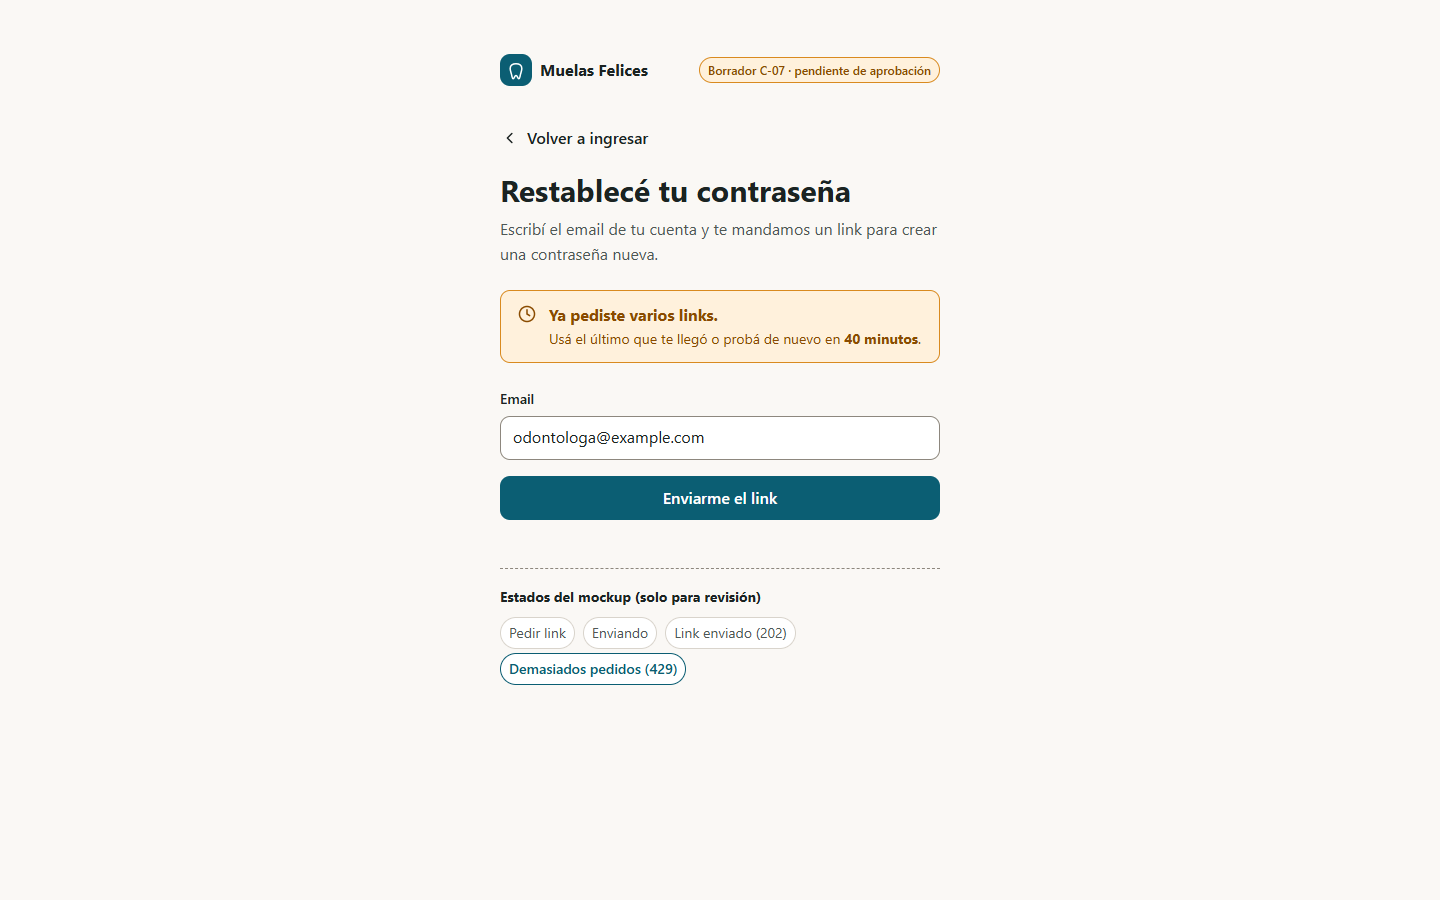 Muelas Felices
Borrador C-07 · pendiente de aprobación
Volver a ingresar
Restablecé tu contraseña
Escribí el email de tu cuenta y te mandamos un link para crear
una contraseña nueva.
Ya pediste varios links.
Usá el último que te llegó o probá de nuevo en 40 minutos.
Email
odontologa@example.com
Enviarme el link
Estados del mockup (solo para revisión)
Pedir link
Enviando
Link enviado (202)
Demasiados pedidos (429)